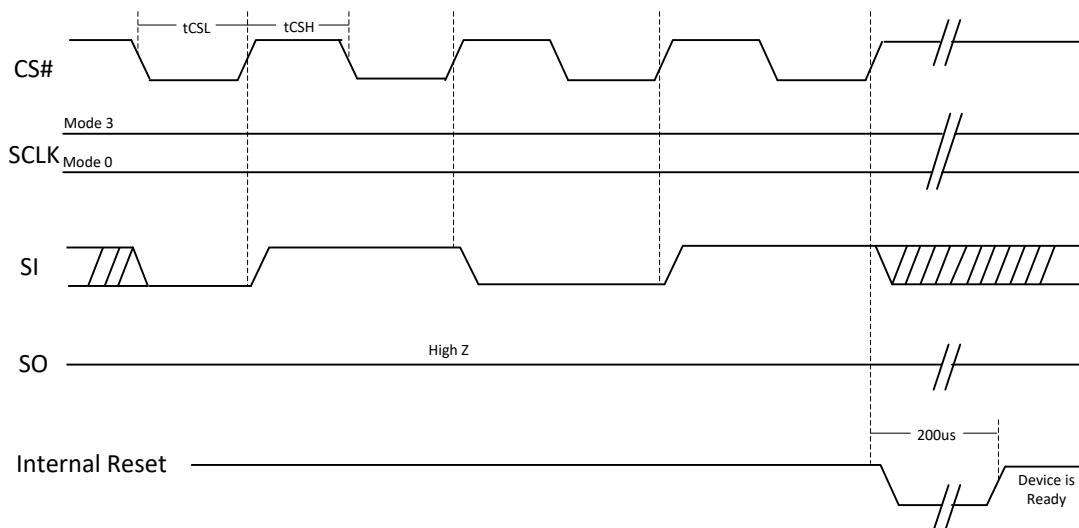 tCSL
tCSH
CS#
Mode 3
SCLK
Mode 0
SI
High Z
SO
200us
Internal Reset
Device is
Ready